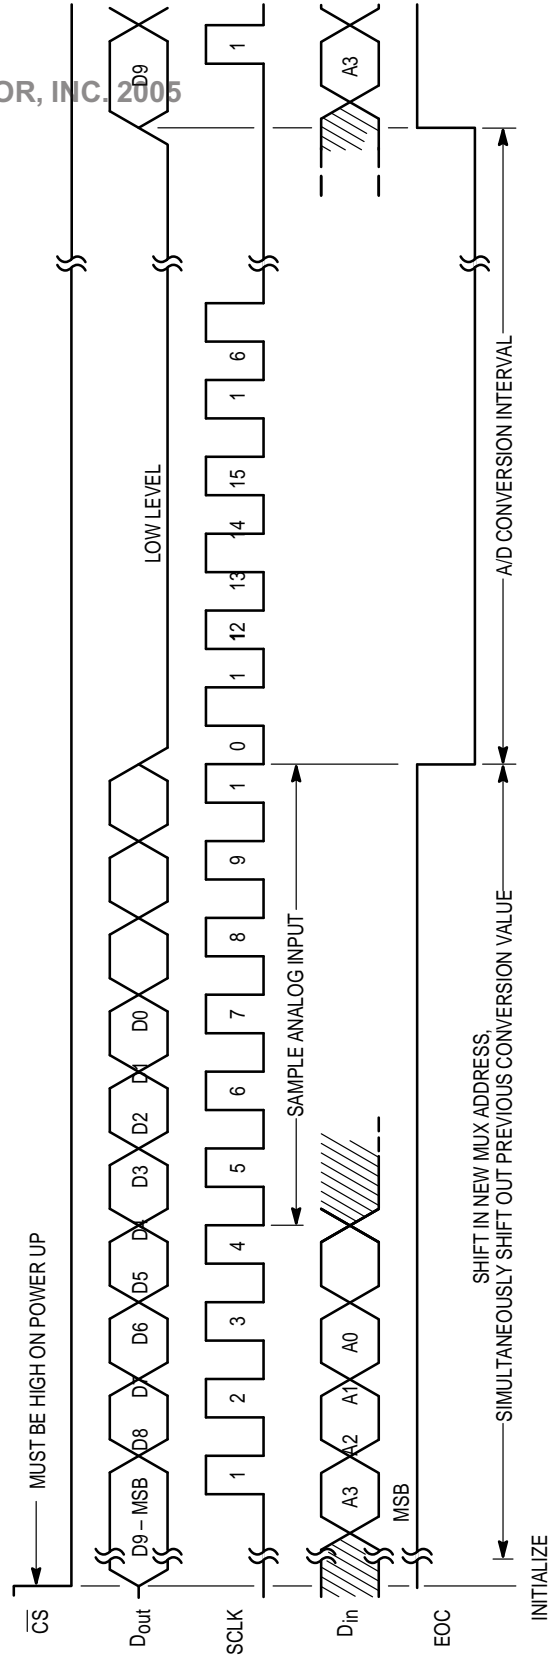 OR, INC. 2005
CS MUST BE HIGH ON POWER UP
Dout D9 – MSB D8 D7 D6 D5 D4 D3 D2 D1 D0 LOW LEVEL D9
SCLK 1 2 3 4 5 6 7 8 9 1 0 1 12 13 14 15 1 6 1
SAMPLE ANALOG INPUT
Din A3 A2 A1 A0 A3
MSB
EOC
SHIFT IN NEW MUX ADDRESS,
SIMULTANEOUSLY SHIFT OUT PREVIOUS CONVERSION VALUE
A/D CONVERSION INTERVAL
INITIALIZE